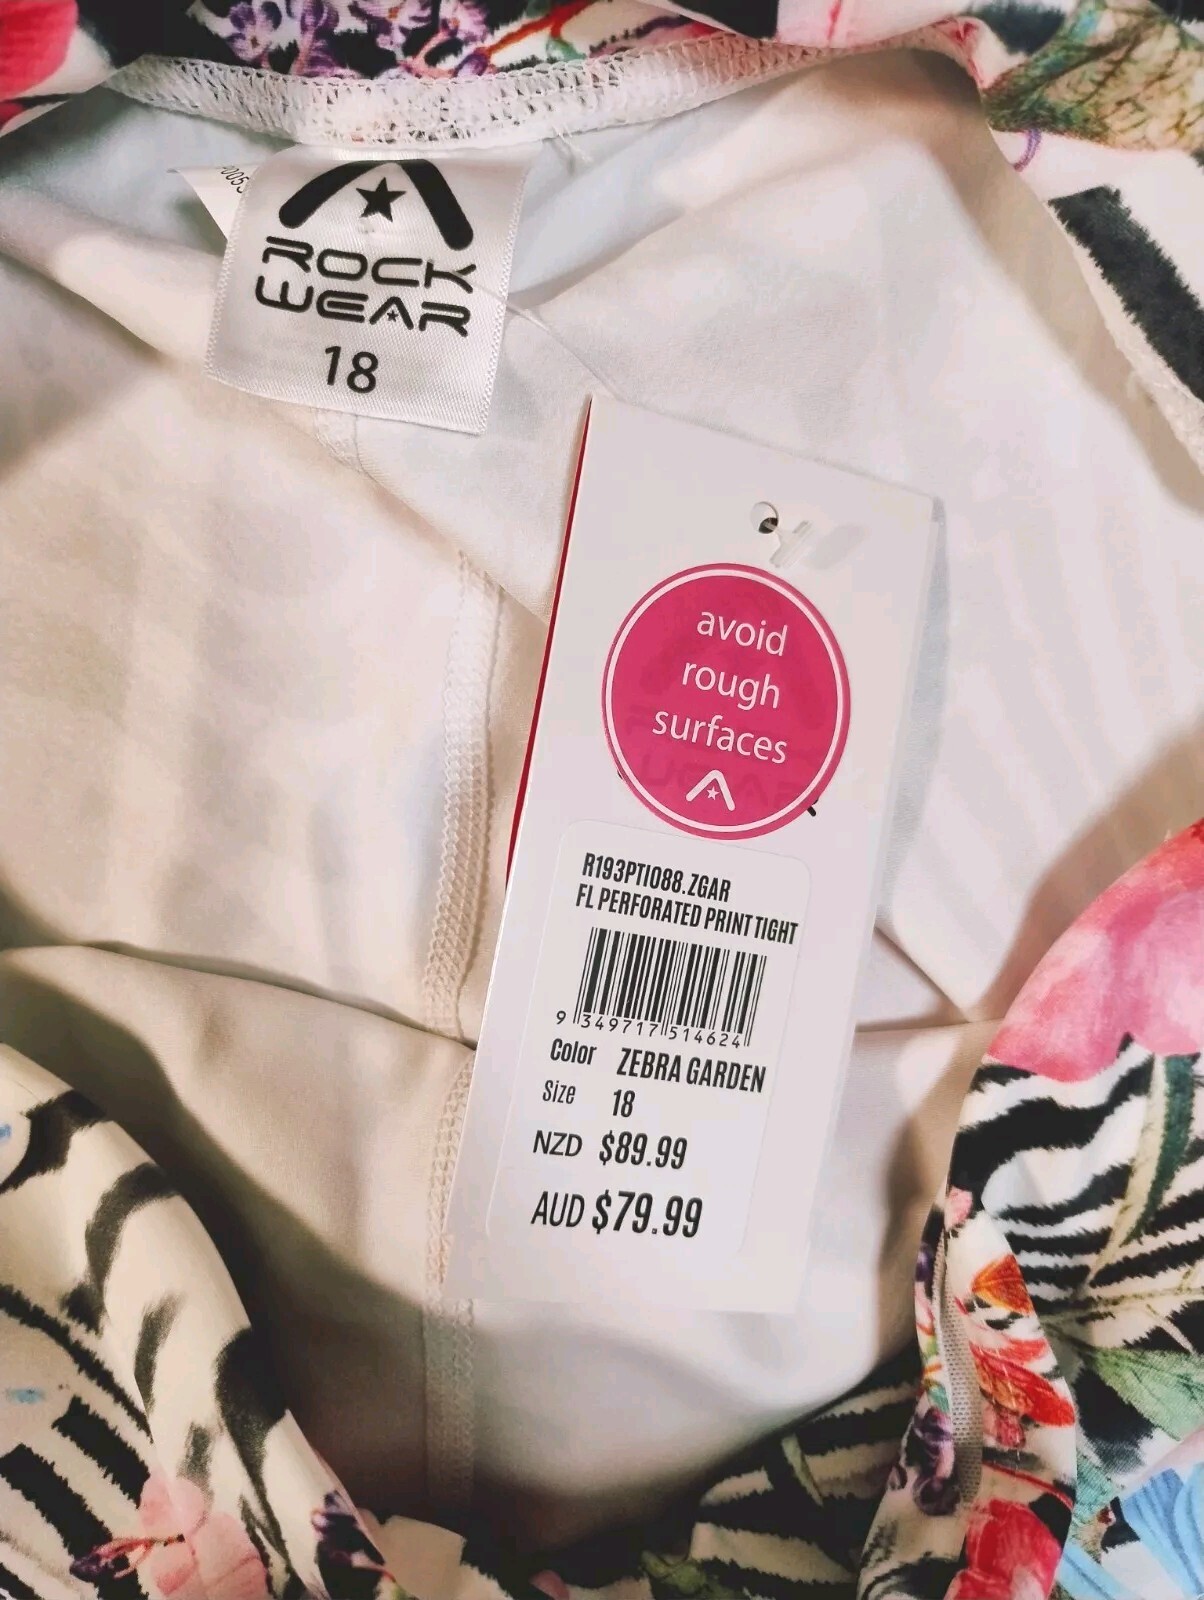 ROCK
WEAR
18
avoid
rough
surfaces
R193PTI088.ZGAR
FL PERFORATED PRINT TIGHT
9 349717 514624
Color ZEBRA GARDEN
Size 18
NZD $89.99
AUD $79.99